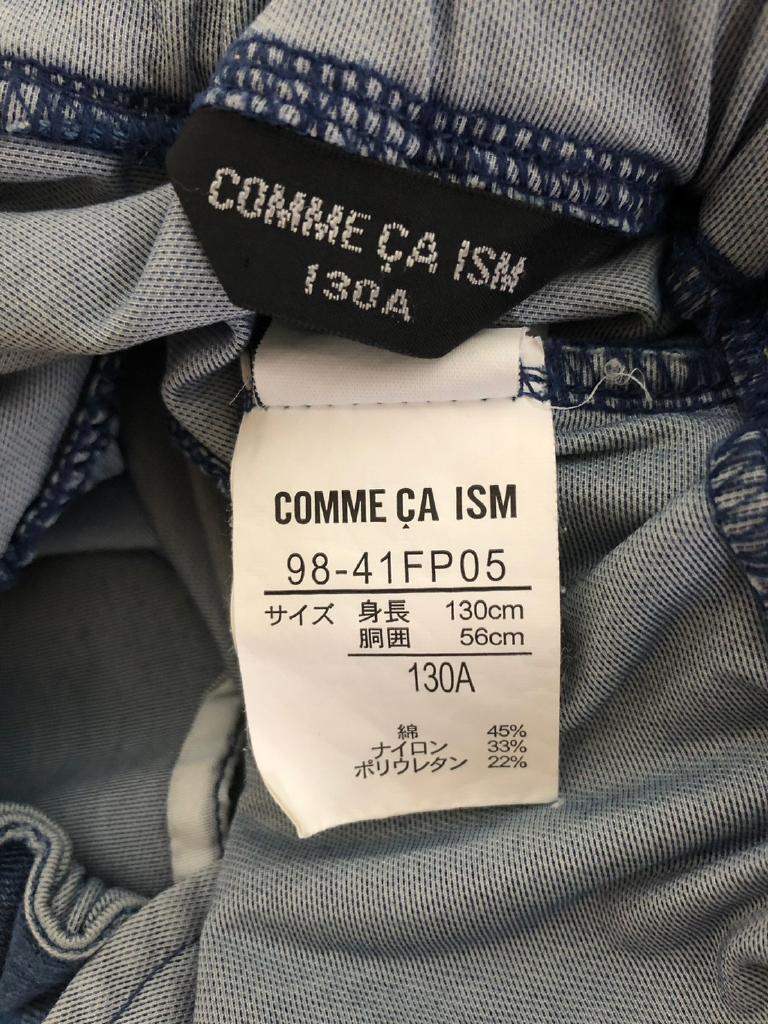 COMME ÇA ISM
130A
COMME ÇA ISM
98-41FP05
サイズ 身長 130cm
胴囲 56cm
130A
綿 45%
ナイロン 33%
ポリウレタン 22%